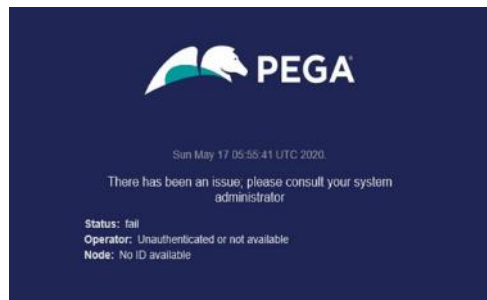 PEGA
Sun May 17 05:55:41 UTC 2020.
There has been an issue; please consult your system
administrator
Status: fail
Operator: Unauthenticated or not available
Node: No ID available